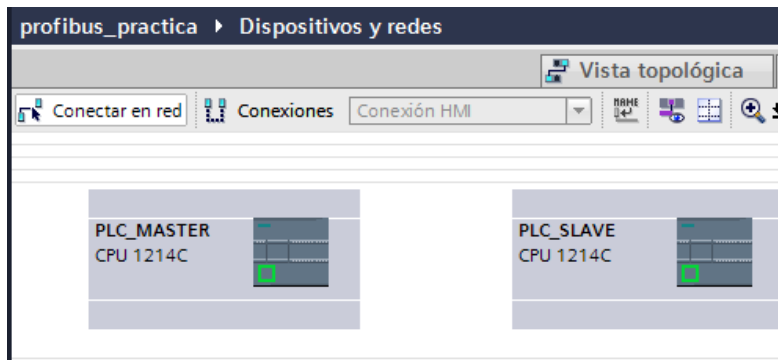 profibus_practica ▸ Dispositivos y redes
Vista topológica
Conectar en red Conexiones Conexión HMI
PLC_MASTER
CPU 1214C
PLC_SLAVE
CPU 1214C